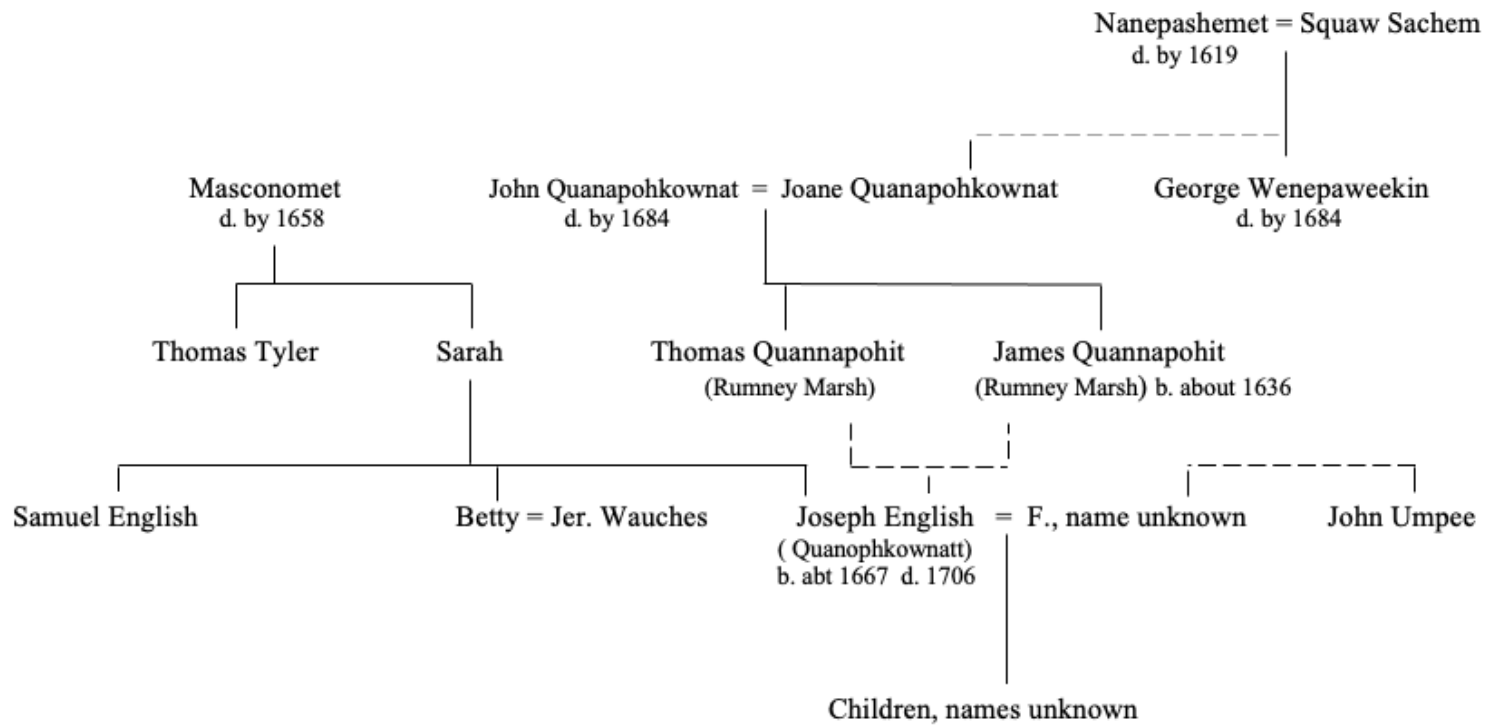 Nanepashemet = Squaw Sachem
d. by 1619
Masconomet
d. by 1658
John Quanapohkownat = Joane Quanapohkownat
d. by 1684
George Wenepaweekin
d. by 1684
Thomas Tyler
Sarah
Thomas Quannapohit
(Rumney Marsh)
James Quannapohit
(Rumney Marsh) b. about 1636
Samuel English
Betty = Jer. Wauches
Joseph English = F., name unknown
( Quanophkownatt)
b. abt 1667 d. 1706
John Umpee
Children, names unknown